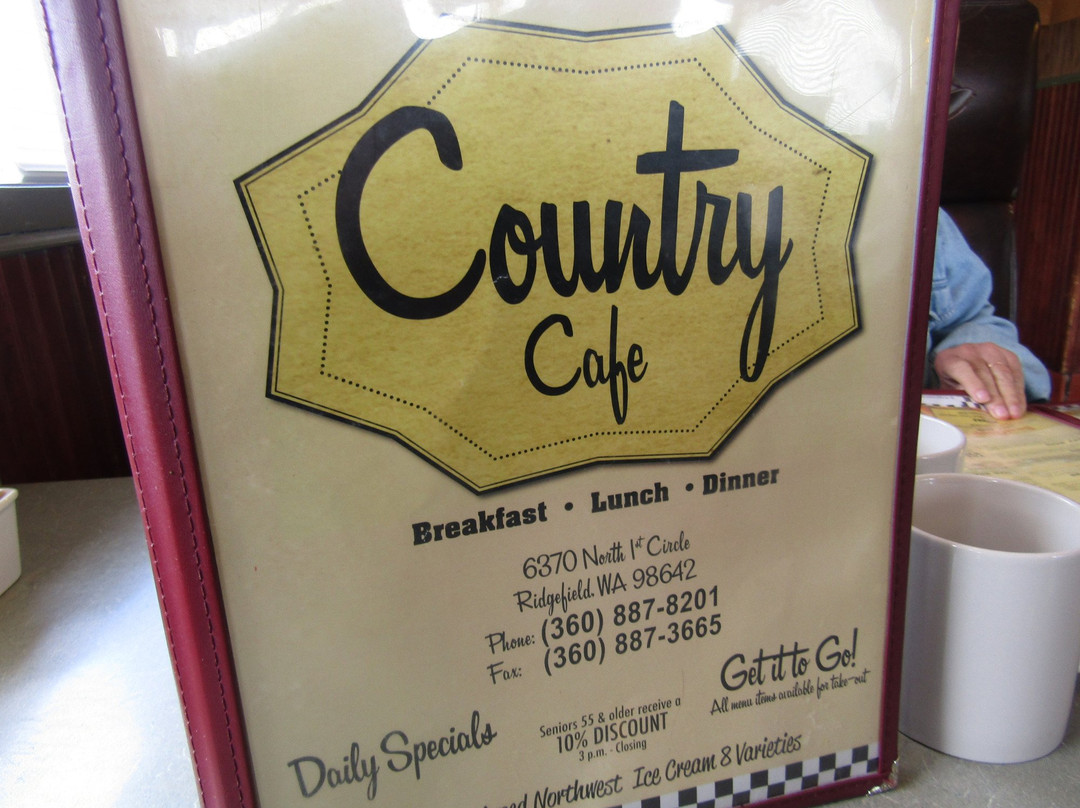 Country
Cafe
Breakfast • Lunch • Dinner
6370 North 1st Circle
Ridgefield, WA 98642
Phone: (360) 887-8201
Fax: (360) 887-3665
Get it to Go!
All menu items available for take-out
Seniors 55 & older receive a
10% DISCOUNT
3 p.m. - Closing
Daily Specials
Northwest Ice Cream 8 Varieties